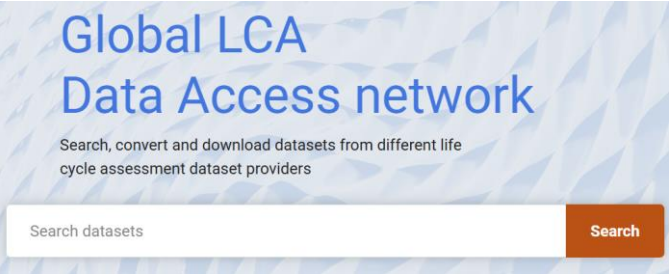 Global LCA
Data Access network
Search, convert and download datasets from different life
cycle assessment dataset providers
Search datasets
Search